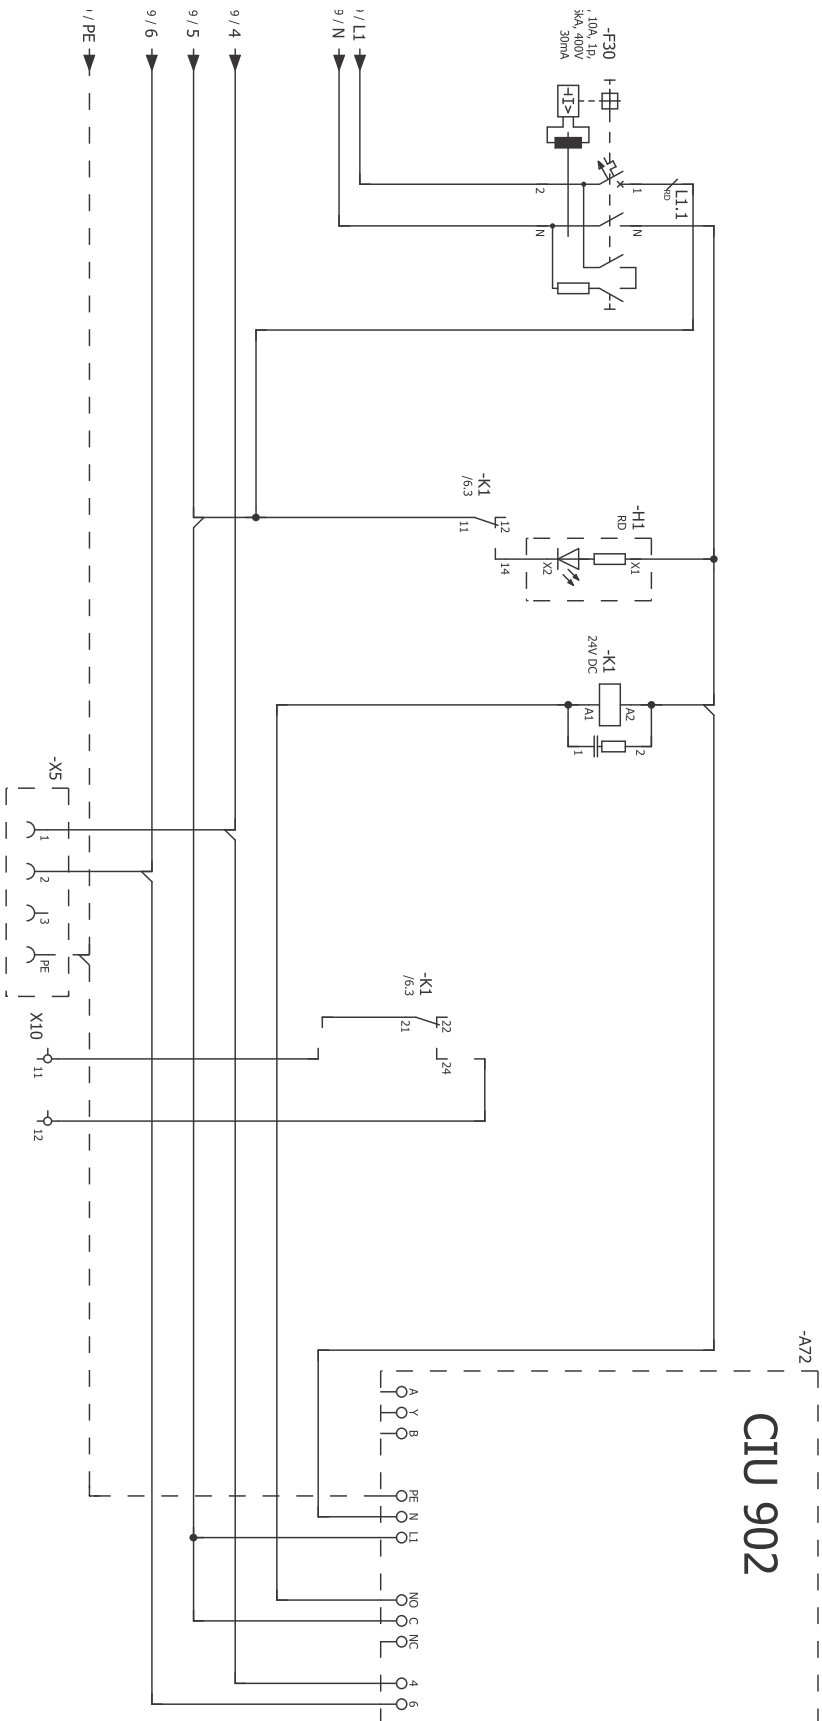 / PE
9 / 6
9 / 5
9 / 4
9 / N
/ L1
-F30
, 10A, 1p,
kA, 400V
30mA
I>
2
1
N
N
L1.1
RD
-K1
/6.3
11
12
14
-H1
RD
X2
X1
-K1
24V DC
A1
A2
1
2
-X5
1
2
3
PE
X10
11
12
-K1
/6.3
21
22
24
-A72
CIU 902
A
Y
B
PE
N
L1
NO
C
NC
4
6